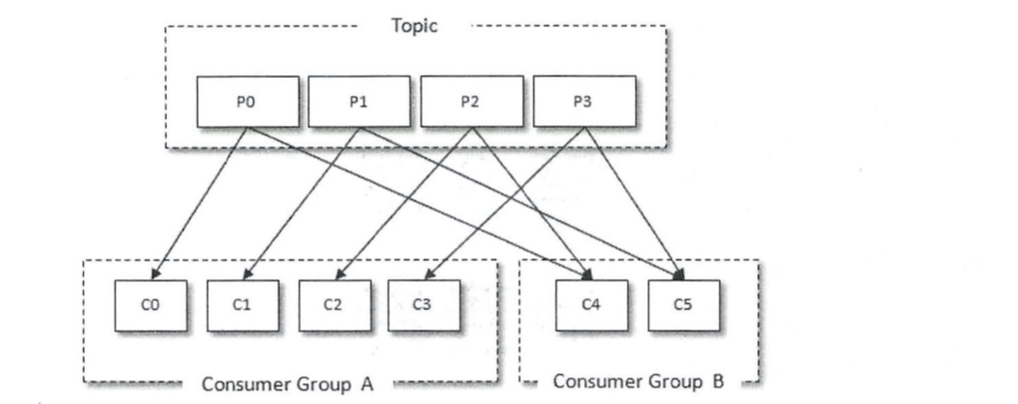 Topic
P0 P1 P2 P3
C0 C1 C2 C3 C4 C5
Consumer Group A Consumer Group B